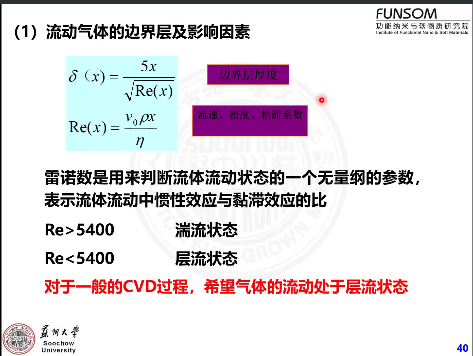 FUNSOM
功能纳米与软物质研究院
Institute of Functional Nano & Soft Materials
（1）流动气体的边界层及影响因素
δ（x）= 5x / √Re(x)
边界层厚度
Re(x) = v₀ρx / η
流速、密度、粘滞系数
雷诺数是用来判断流体流动状态的一个无量纲的参数，
表示流体流动中惯性效应与黏滞效应的比
Re>5400 湍流状态
Re<5400 层流状态
对于一般的CVD过程，希望气体的流动处于层流状态
苏州大学
Soochow
University
40